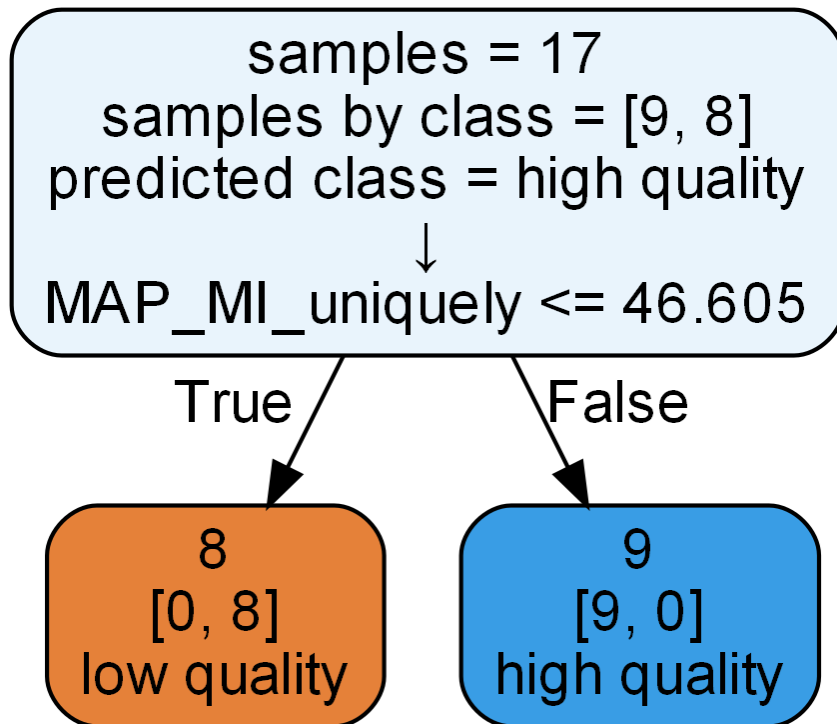 samples = 17
samples by class = [9, 8]
predicted class = high quality
↓
MAP_MI_uniquely <= 46.605
True
False
8
[0, 8]
low quality
9
[9, 0]
high quality